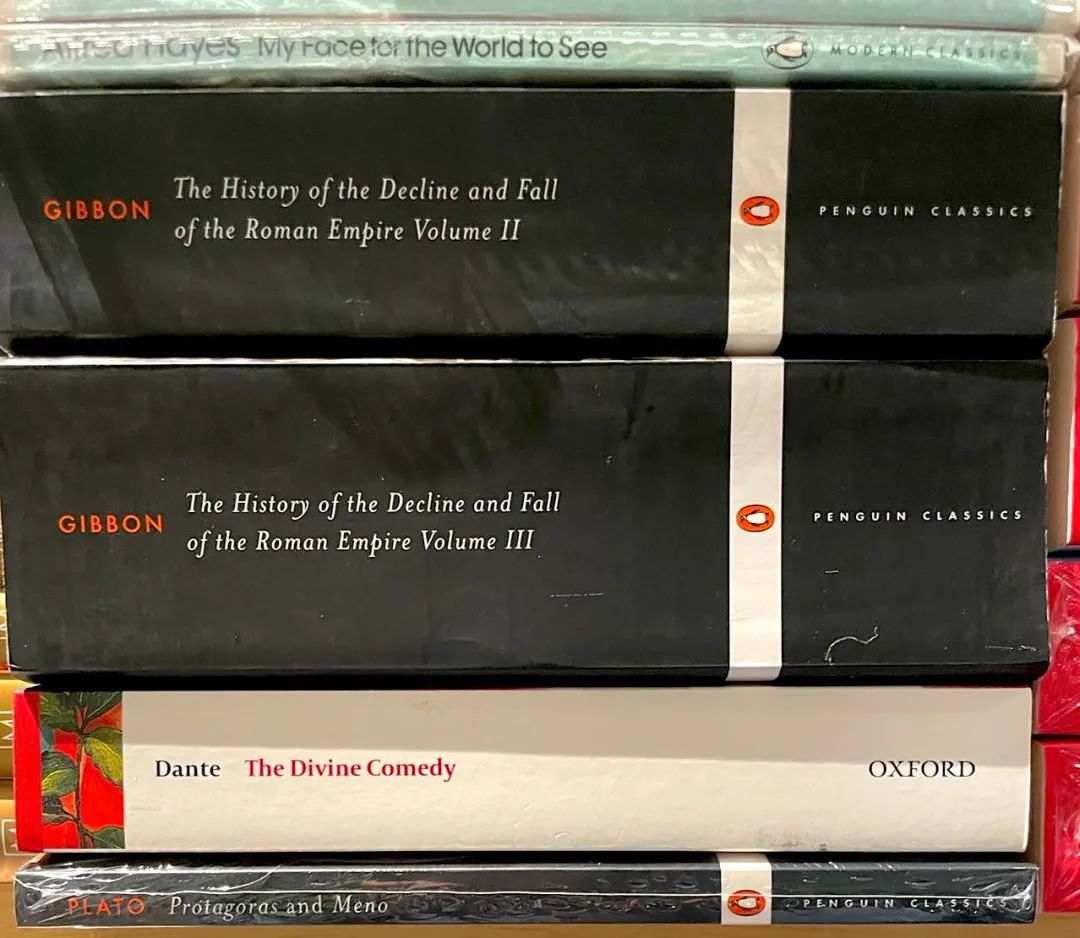 Alfred Hayes My Face for the World to See MODERN CLASSICS
GIBBON
The History of the Decline and Fall
of the Roman Empire Volume II
PENGUIN CLASSICS
GIBBON
The History of the Decline and Fall
of the Roman Empire Volume III
PENGUIN CLASSICS
Dante The Divine Comedy OXFORD
PLATO Protagoras and Meno PENGUIN CLASSICS